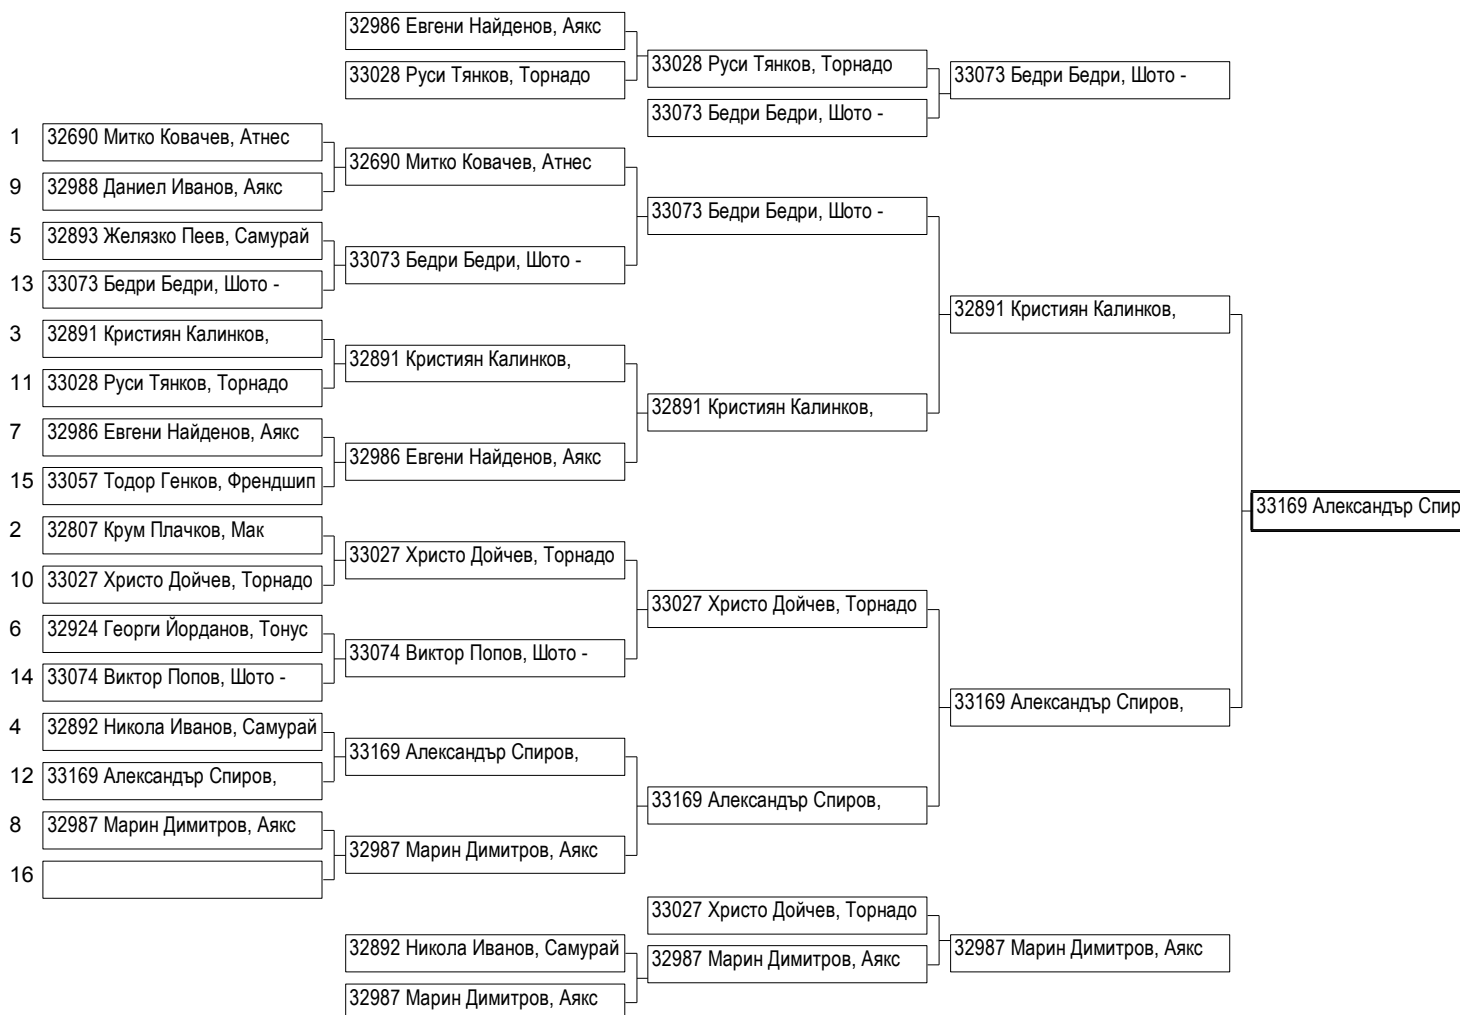 32986 Евгени Найденов, Аякс
33028 Руси Тянков, Торнадо
33028 Руси Тянков, Торнадо
33073 Бедри Бедри, Шото -
33073 Бедри Бедри, Шото -
1 32690 Митко Ковачев, Атнес
9 32988 Даниел Иванов, Аякс
5 32893 Желязко Пеев, Самурай
13 33073 Бедри Бедри, Шото -
3 32891 Кристиян Калинков,
11 33028 Руси Тянков, Торнадо
7 32986 Евгени Найденов, Аякс
15 33057 Тодор Генков, Френдшип
2 32807 Крум Плачков, Мак
10 33027 Христо Дойчев, Торнадо
6 32924 Георги Йорданов, Тонус
14 33074 Виктор Попов, Шото -
4 32892 Никола Иванов, Самурай
12 33169 Александър Спиров,
8 32987 Марин Димитров, Аякс
16
32690 Митко Ковачев, Атнес
33073 Бедри Бедри, Шото -
32891 Кристиян Калинков,
32986 Евгени Найденов, Аякс
33027 Христо Дойчев, Торнадо
33074 Виктор Попов, Шото -
33169 Александър Спиров,
32987 Марин Димитров, Аякс
33073 Бедри Бедри, Шото -
32891 Кристиян Калинков,
33027 Христо Дойчев, Торнадо
33169 Александър Спиров,
32891 Кристиян Калинков,
33169 Александър Спиров,
33169 Александър Спир
32892 Никола Иванов, Самурай
32987 Марин Димитров, Аякс
33027 Христо Дойчев, Торнадо
32987 Марин Димитров, Аякс
32987 Марин Димитров, Аякс